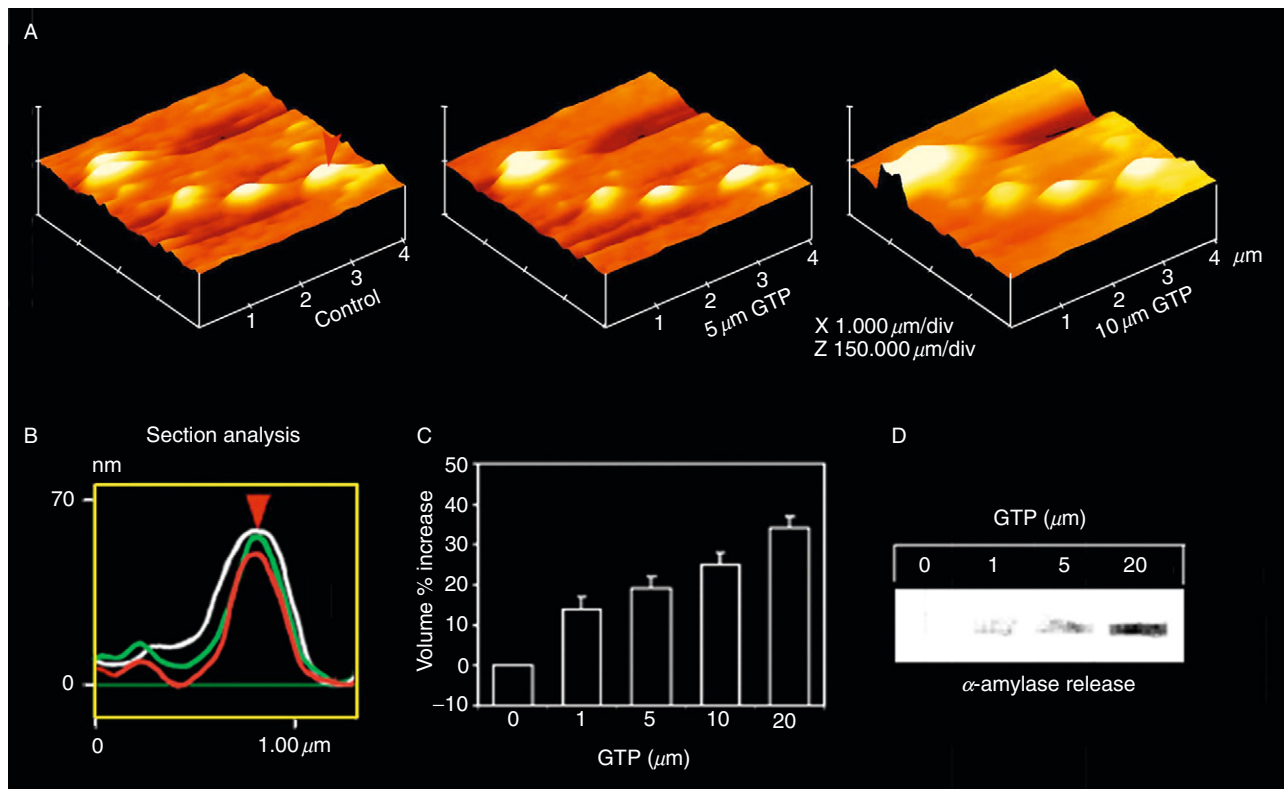 A
1
2
3
4
Control
1
2
3
4
5 μm GTP
X 1.000 μm/div
Z 150.000 μm/div
1
2
3
4
μm
10 μm GTP
B
Section analysis
nm
70
0
0
1.00 μm
C
Volume % increase
50
40
30
20
10
0
–10
0 1 5 10 20
GTP (μm)
D
GTP (μm)
0 1 5 20
α-amylase release